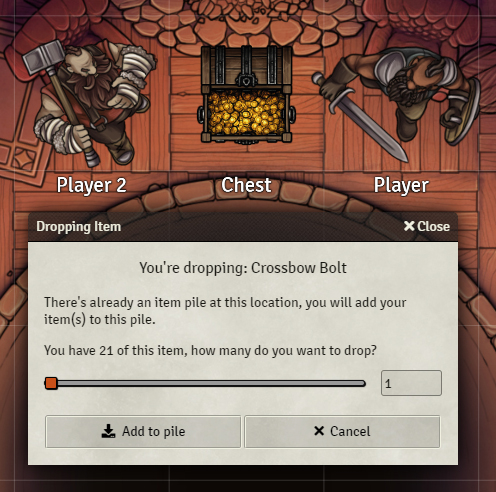 Player 2
Chest
Player
Dropping Item
Close
You're dropping: Crossbow Bolt
There's already an item pile at this location, you will add your
item(s) to this pile.
You have 21 of this item, how many do you want to drop?
1
Add to pile
Cancel